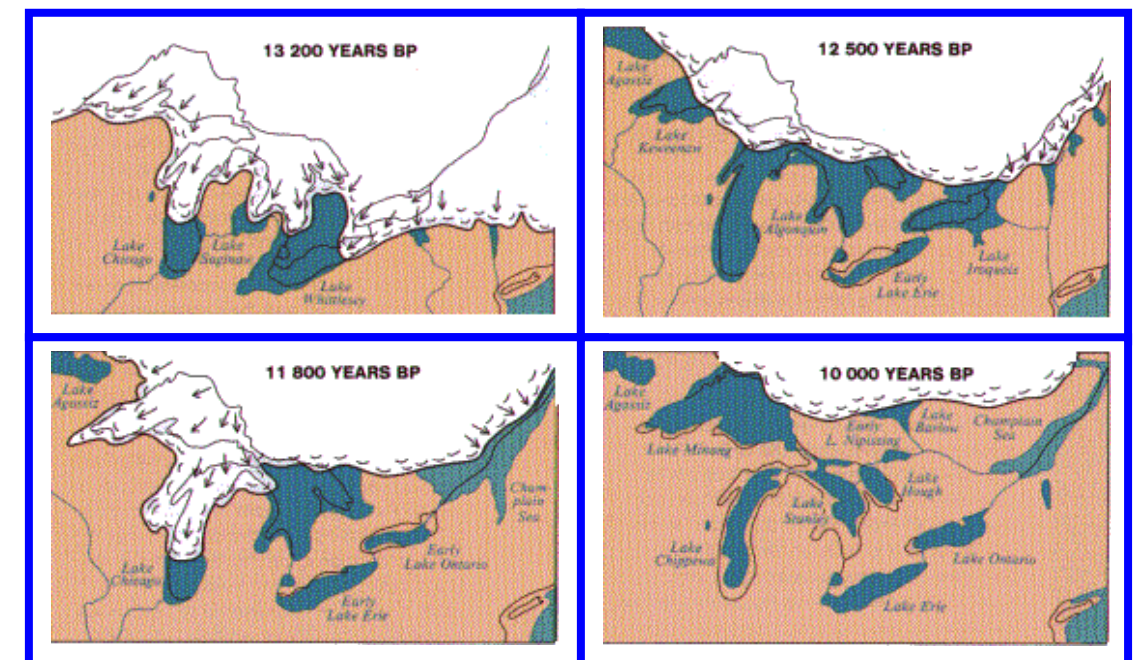 13 200 YEARS BP
Lake
Chicago
Lake
Saginaw
Lake
Whittlesey
12 500 YEARS BP
Lake
Agassiz
Lake
Keweenaw
Lake
Algonquin
Early
Lake Erie
Lake
Iroquois
11 800 YEARS BP
Lake
Agassiz
Lake
Chicago
Early
Lake Erie
Early
Lake Ontario
Cham-
plain
Sea
10 000 YEARS BP
Lake
Agassiz
Lake Minong
Early
L. Nipissing
Lake
Barlow
Champlain
Sea
Lake
Hough
Lake
Stanley
Lake
Chippewa
Lake Ontario
Lake Erie